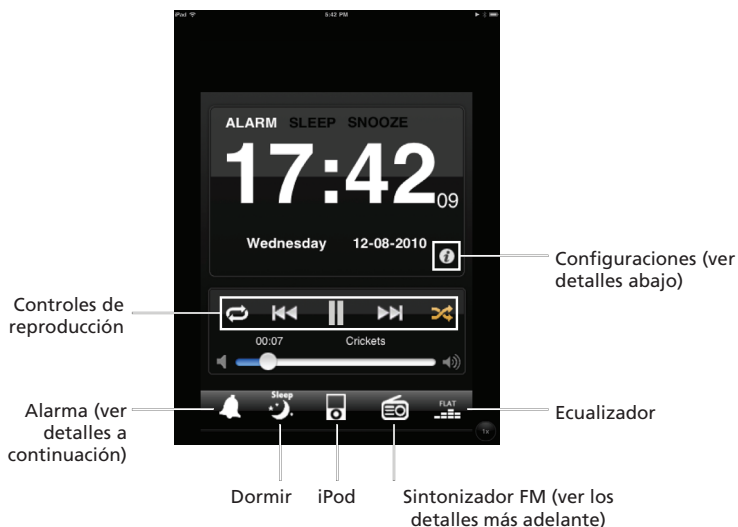 iPad 5:42 PM
ALARM SLEEP SNOOZE
17:42 09
Wednesday 12-08-2010
Configuraciones (ver
detalles abajo)
Controles de
reproducción
00:07 Crickets
Sleep
FLAT
1x
Alarma (ver
detalles a
continuación)
Ecualizador
Dormir
iPod
Sintonizador FM (ver los
detalles más adelante)